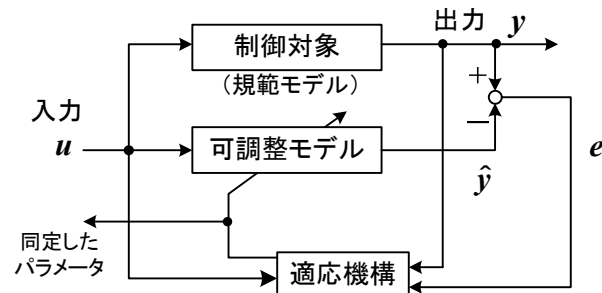 出力 y
制御対象
(規範モデル)
+
入力
u
−
可調整モデル
ŷ
e
同定した
パラメータ
適応機構